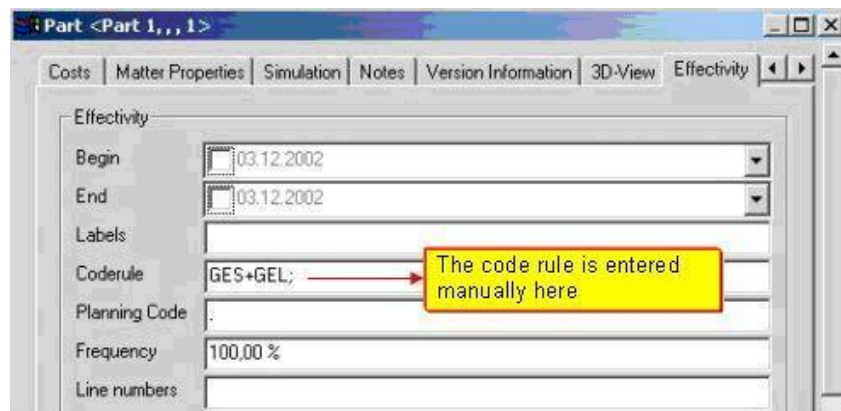 Part <Part 1,,, 1>
Costs Matter Properties Simulation Notes Version Information 3D-View Effectivity
Effectivity
Begin 03.12.2002
End 03.12.2002
Labels
Coderule GES+GEL; The code rule is entered
manually here
Planning Code .
Frequency 100,00 %
Line numbers